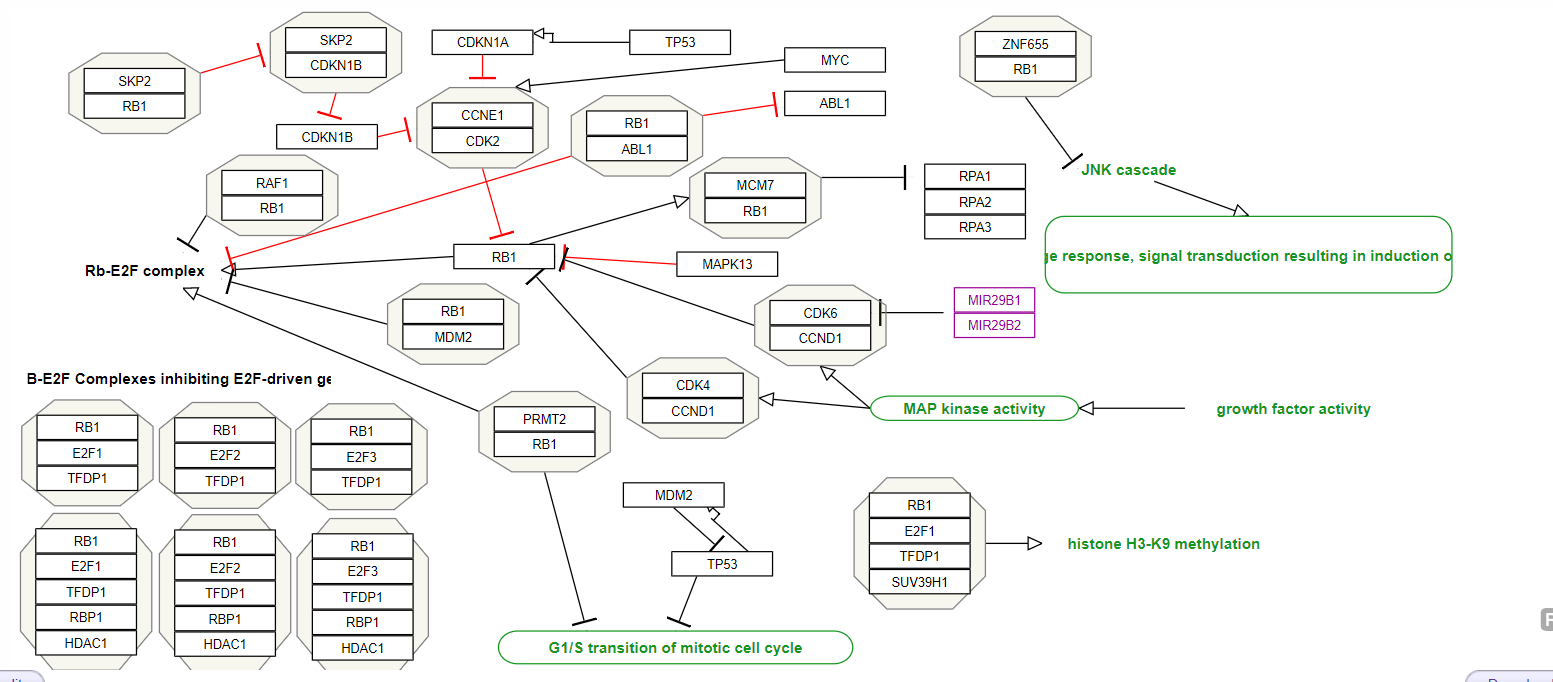 SKP2
RB1
SKP2
CDKN1B
CDKN1A
TP53
MYC
ABL1
ZNF655
RB1
CDKN1B
CCNE1
CDK2
RB1
ABL1
RAF1
RB1
MCM7
RB1
RPA1
RPA2
RPA3
JNK cascade
response, signal transduction resulting in induction
Rb-E2F complex
RB1
MAPK13
RB1
MDM2
CDK6
CCND1
MIR29B1
MIR29B2
B-E2F Complexes inhibiting E2F-driven
CDK4
CCND1
MAP kinase activity
growth factor activity
PRMT2
RB1
RB1
E2F1
TFDP1
RB1
E2F2
TFDP1
RB1
E2F3
TFDP1
MDM2
TP53
RB1
E2F1
TFDP1
SUV39H1
histone H3-K9 methylation
RB1
E2F1
TFDP1
RBP1
HDAC1
RB1
E2F2
TFDP1
RBP1
HDAC1
RB1
E2F3
TFDP1
RBP1
HDAC1
G1/S transition of mitotic cell cycle